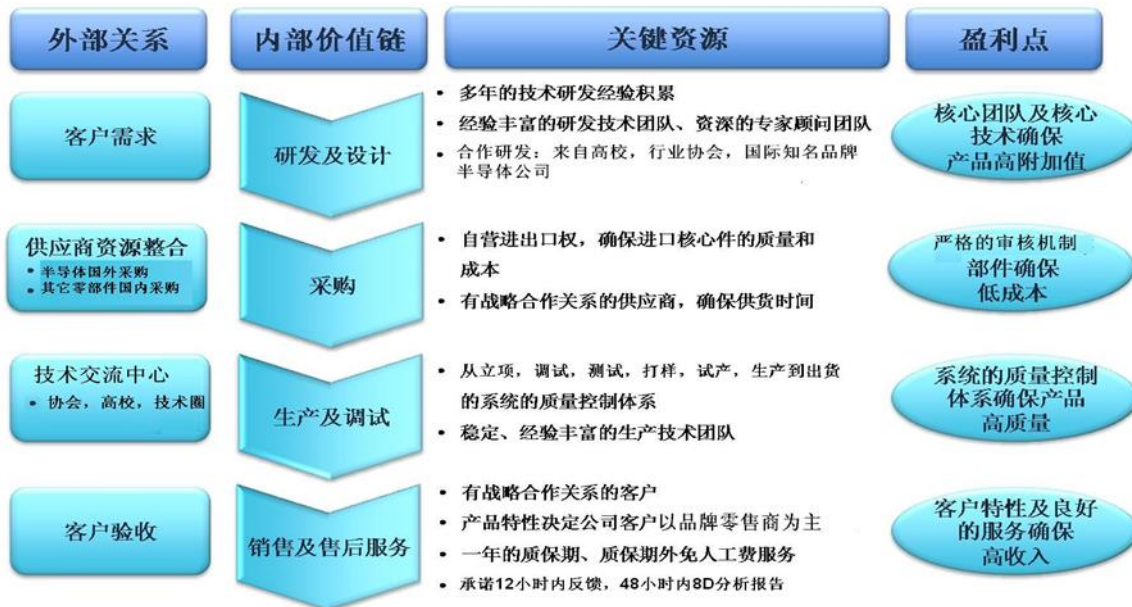 外部关系
内部价值链
关键资源
盈利点
客户需求
研发及设计
• 多年的技术研发经验积累
• 经验丰富的研发技术团队、资深的专家顾问团队
• 合作研发：来自高校，行业协会，国际知名品牌
半导体公司
核心团队及核心
技术确保
产品高附加值
供应商资源整合
• 半导体国外采购
• 其它零部件国内采购
采购
• 自营进出口权，确保进口核心件的质量和
成本
• 有战略合作关系的供应商，确保供货时间
严格的审核机制
部件确保
低成本
技术交流中心
• 协会，高校，技术圈
生产及调试
• 从立项，调试，测试，打样，试产，生产到出货
的系统的质量控制体系
• 稳定、经验丰富的生产技术团队
系统的质量控制
体系确保产品
高质量
客户验收
销售及售后服务
• 有战略合作关系的客户
• 产品特性决定公司客户以品牌零售商为主
• 一年的质保期、质保期外免人工费服务
• 承诺12小时内反馈，48小时内8D分析报告
客户特性及良好
的服务确保
高收入